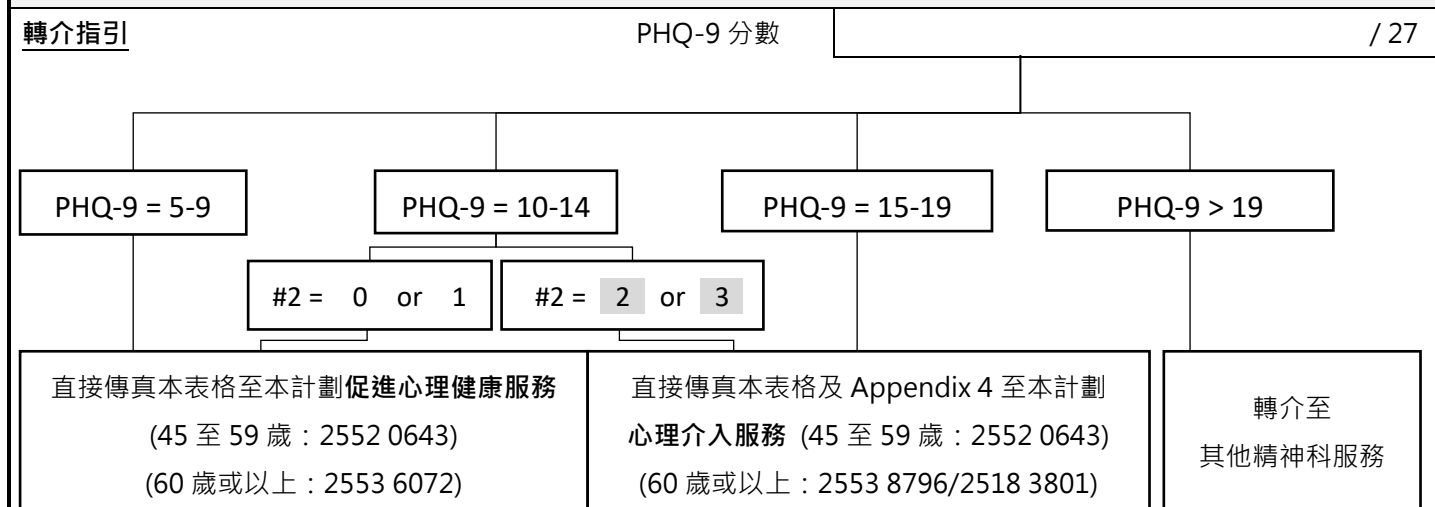 轉介指引
PHQ-9 分數
/ 27
PHQ-9 = 5-9
PHQ-9 = 10-14
PHQ-9 = 15-19
PHQ-9 > 19
#2 = 0 or 1
#2 = 2 or 3
直接傳真本表格至本計劃促進心理健康服務
(45 至 59 歲：2552 0643)
(60 歲或以上：2553 6072)
直接傳真本表格及 Appendix 4 至本計劃
心理介入服務 (45 至 59 歲：2552 0643)
(60 歲或以上：2553 8796/2518 3801)
轉介至
其他精神科服務